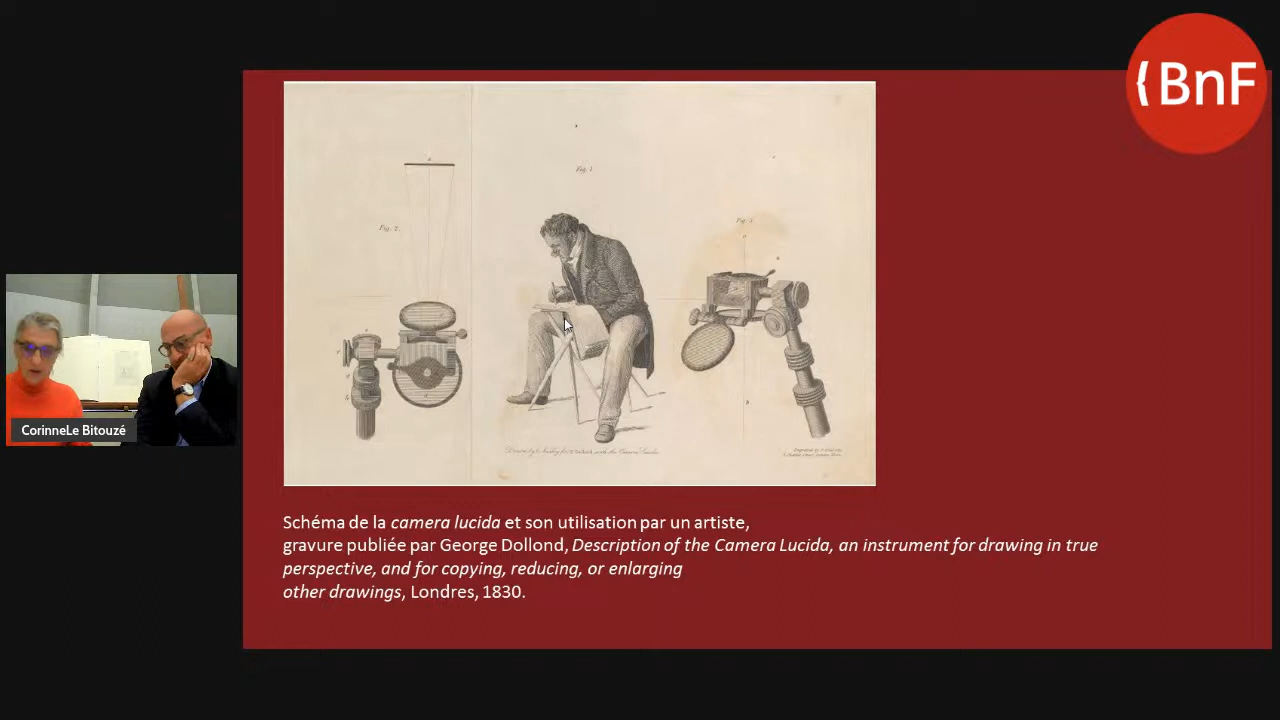 {BnF
Fig. 1
Fig. 2.
CorinneLe Bitouzé
Schéma de la camera lucida et son utilisation par un artiste,
gravure publiée par George Dollond, Description of the Camera Lucida, an instrument for drawing in true
perspective, and for copying, reducing, or enlarging
other drawings, Londres, 1830.